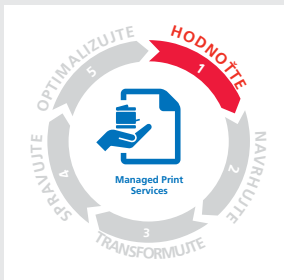 HODNOŤTE
1
NAVRHUJTE
2
TRANSFORMUJTE
3
SPRAVUJTE
4
OPTIMALIZUJTE
5
Managed Print
Services